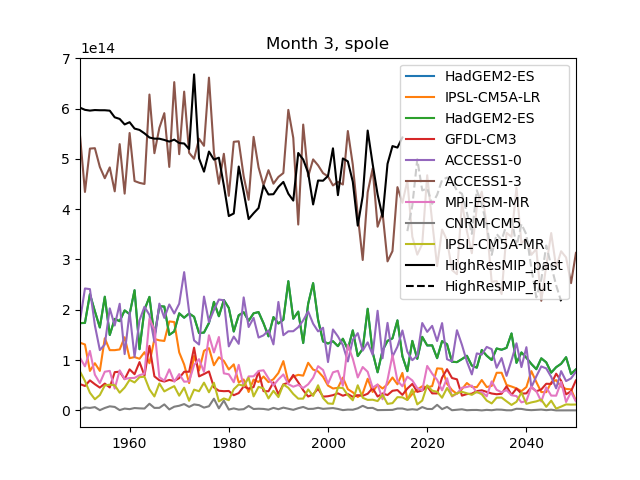 Month 3, spole
1e14
7
6
5
4
3
2
1
0
1960 1980 2000 2020 2040
HadGEM2-ES
IPSL-CM5A-LR
HadGEM2-ES
GFDL-CM3
ACCESS1-0
ACCESS1-3
MPI-ESM-MR
CNRM-CM5
IPSL-CM5A-MR
HighResMIP_past
HighResMIP_fut